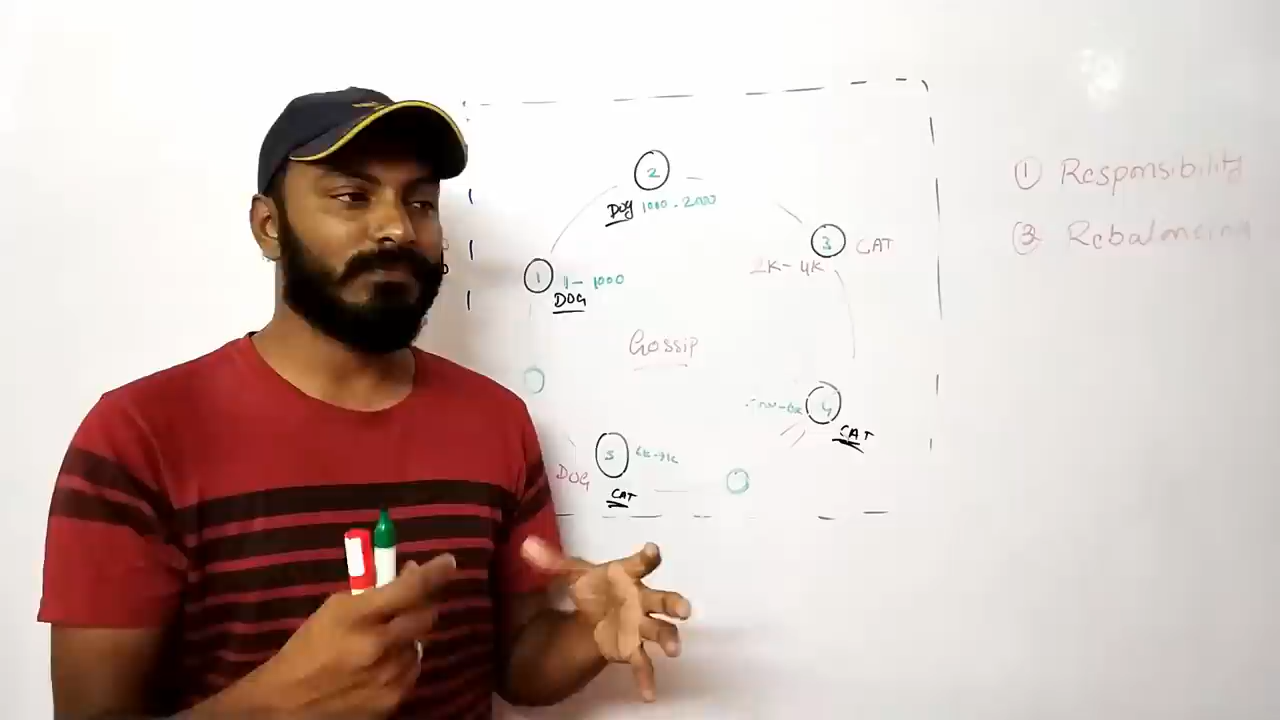 2
DOG 1000 - 2000
3 CAT
2K - 4K
1 1 - 1000
DOG
Gossip
4
CAT
5
DOG
CAT
1 Responsibility
3 Rebalancing